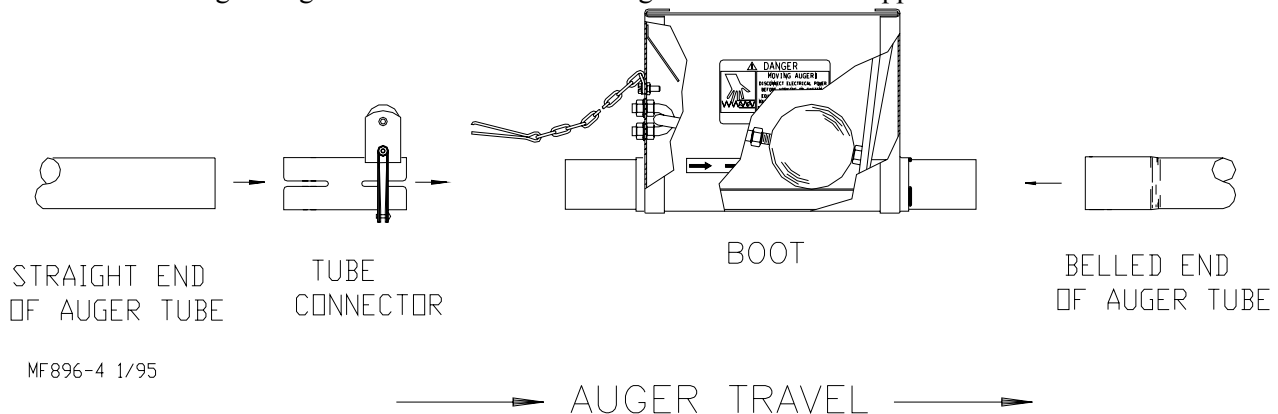 DANGER
MOVING AUGER!
DISCONNECT ELECTRICAL POWER
STRAIGHT END
OF AUGER TUBE
TUBE
CONNECTOR
BOOT
BELLED END
OF AUGER TUBE
MF896-4 1/95
AUGER TRAVEL